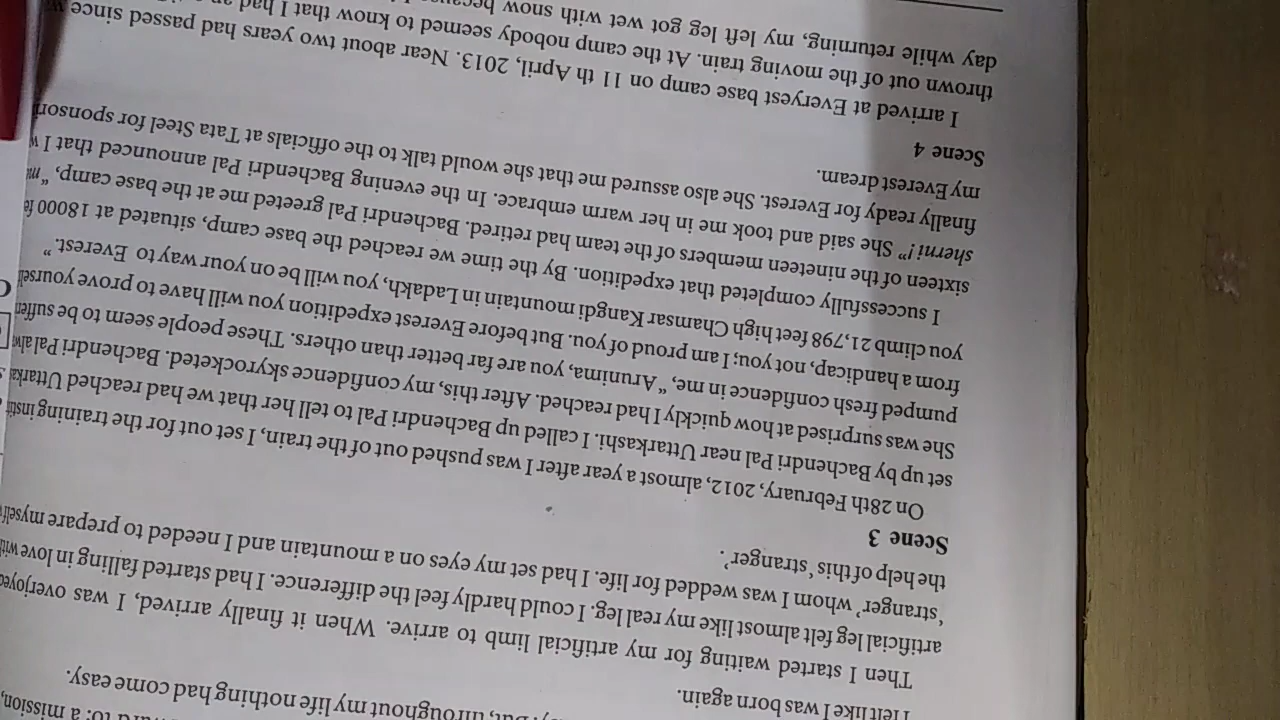 throughout my life nothing had come easy.
I felt like I was born again.
Then I started waiting for my artificial limb to arrive. When it finally arrived, I was overjoyed
artificial leg felt almost like my real leg. I could hardly feel the difference. I had started falling in love
‘stranger’ whom I was wedded for life. I had set my eyes on a mountain and I needed to prepare myself
the help of this ‘stranger’.
Scene 3
On 28th February, 2012, almost a year after I was pushed out of the train, I set out for the training
set up by Bachendri Pal near Uttarkashi. I called up Bachendri Pal to tell her that we had reached
She was surprised at how quickly I had reached. After this, my confidence skyrocketed. Bachendri Pal
pumped fresh confidence in me, “Arunima, you are far better than others. These people seem to be
from a handicap, not you; I am proud of you. But before Everest expedition you will have to prove
you climb 21,798 feet high Chamsar Kangdi mountain in Ladakh, you will be on your way to Everest.”
I successfully completed that expedition. By the time we reached the base camp, situated at 18000
sixteen of the nineteen members of the team had retired. Bachendri Pal greeted me at the base camp, “
sherni !” She said and took me in her warm embrace. In the evening Bachendri Pal announced that I
finally ready for Everest. She also assured me that she would talk to the officials at Tata Steel for
my Everest dream.
Scene 4
I arrived at Everyest base camp on 11 th April, 2013. Near about two years had passed since
thrown out of the moving train. At the camp nobody seemed to know that I had
day while returning, my left leg got wet with snow